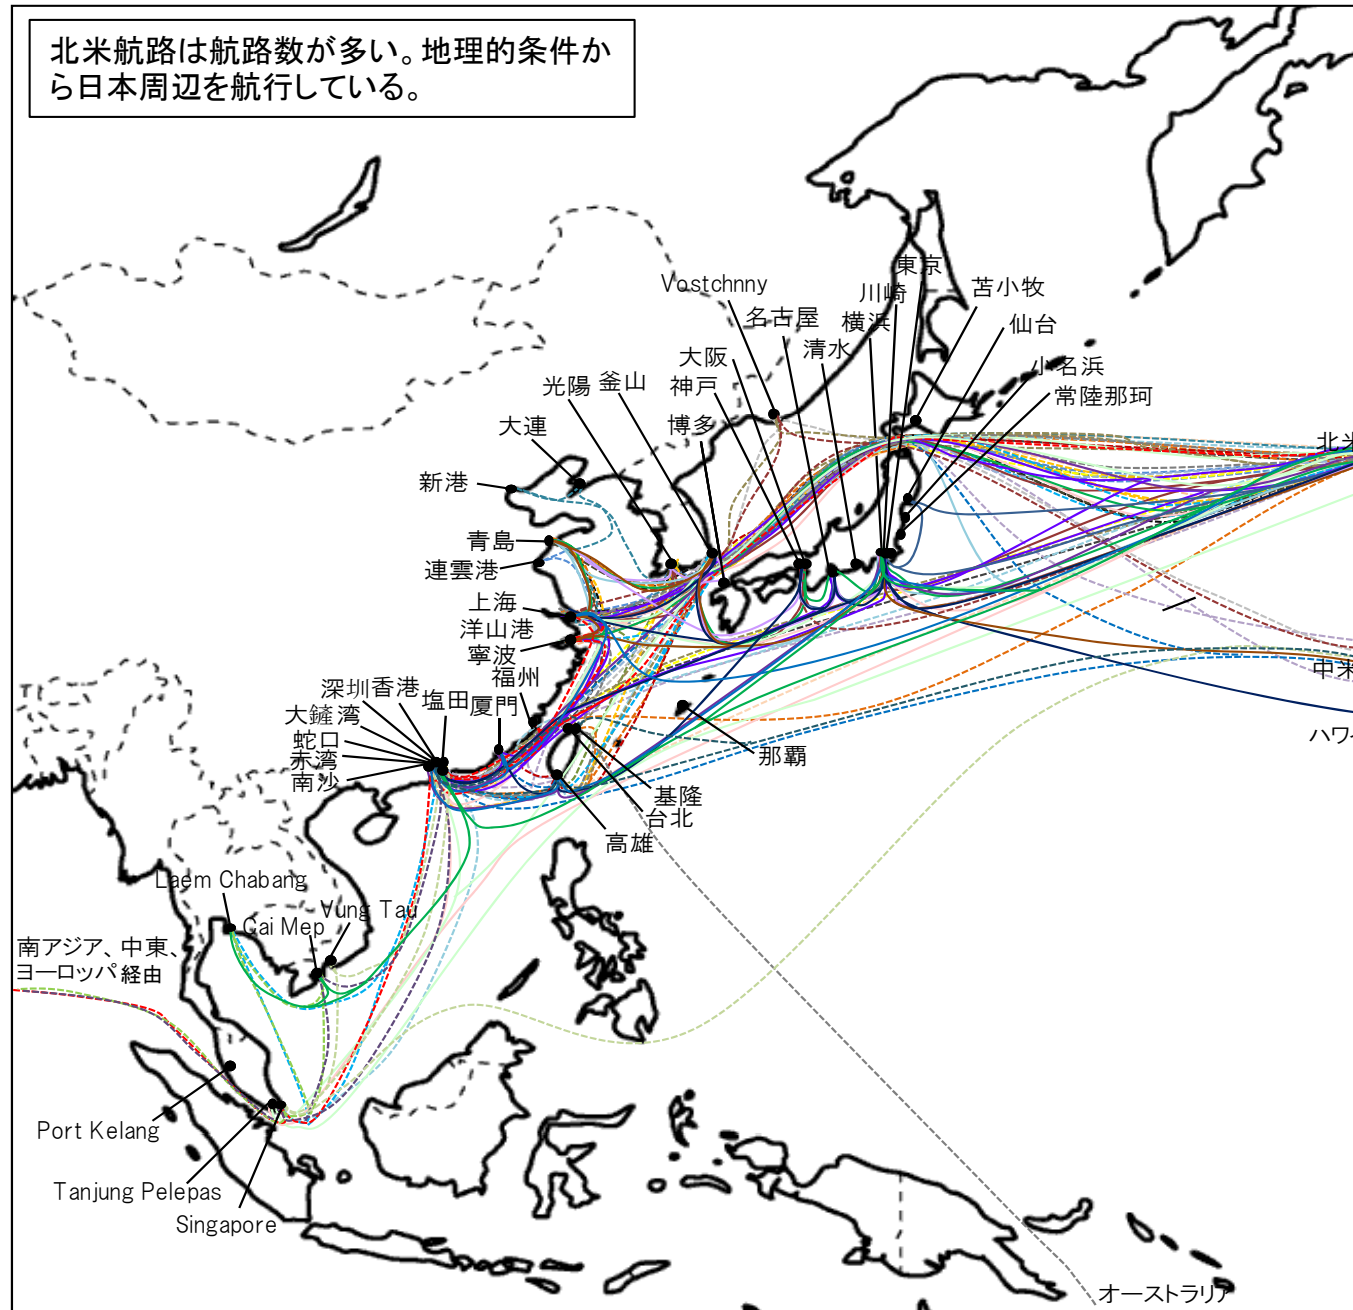 北米航路は航路数が多い。地理的条件か
ら日本周辺を航行している。
東京
Vostchnny
川崎
苫小牧
名古屋
横浜
仙台
大阪
清水
小名浜
光陽
釜山
神戸
常陸那珂
博多
大連
北米
新港
青島
連雲港
上海
洋山港
寧波
福州
中米
深圳
香港
塩田
厦門
大鏟湾
蛇口
ハワイ
赤湾
那覇
南沙
基隆
台北
高雄
Laem Chabang
Vung Tau
Cai Mep
南アジア、中東、
ヨーロッパ経由
Port Kelang
Tanjung Pelepas
Singapore
オーストラリア